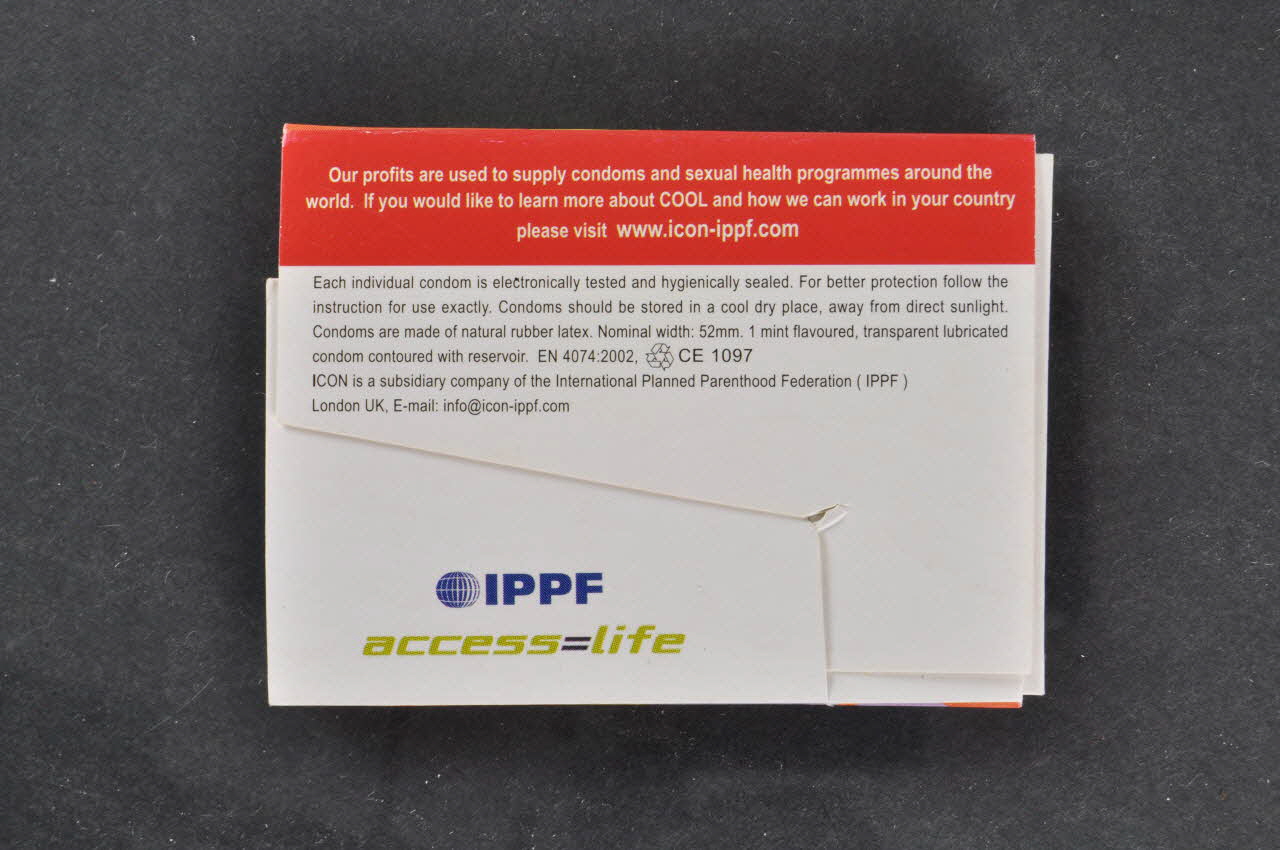 Our profits are used to supply condoms and sexual health programmes around the
world. If you would like to learn more about COOL and how we can work in your country
please visit www.icon-ippf.com
Each individual condom is electronically tested and hygienically sealed. For better protection follow the
instruction for use exactly. Condoms should be stored in a cool dry place, away from direct sunlight.
Condoms are made of natural rubber latex. Nominal width: 52mm. 1 mint flavoured, transparent lubricated
condom contoured with reservoir. EN 4074:2002, CE 1097
ICON is a subsidiary company of the International Planned Parenthood Federation ( IPPF )
London UK, E-mail: info@icon-ippf.com
IPPF
access=life